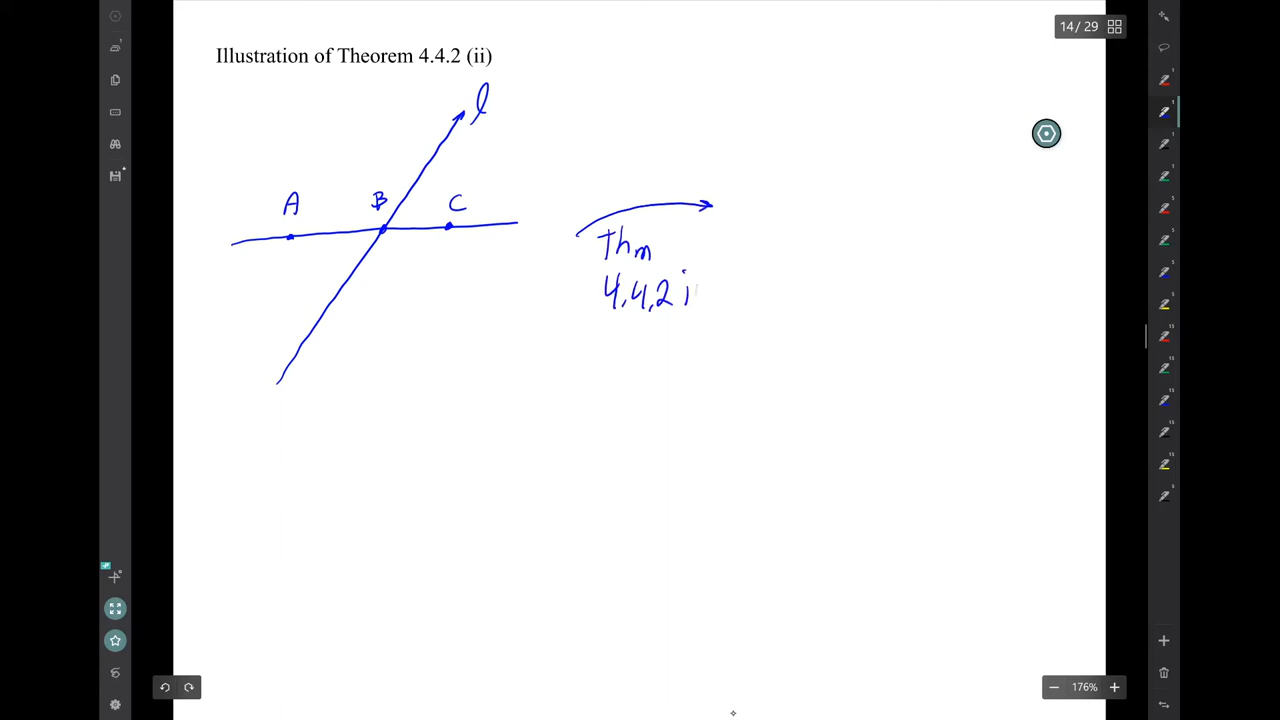 14 / 29
Illustration of Theorem 4.4.2 (ii)
l
A B C
Thm
4.4.2 i
176%